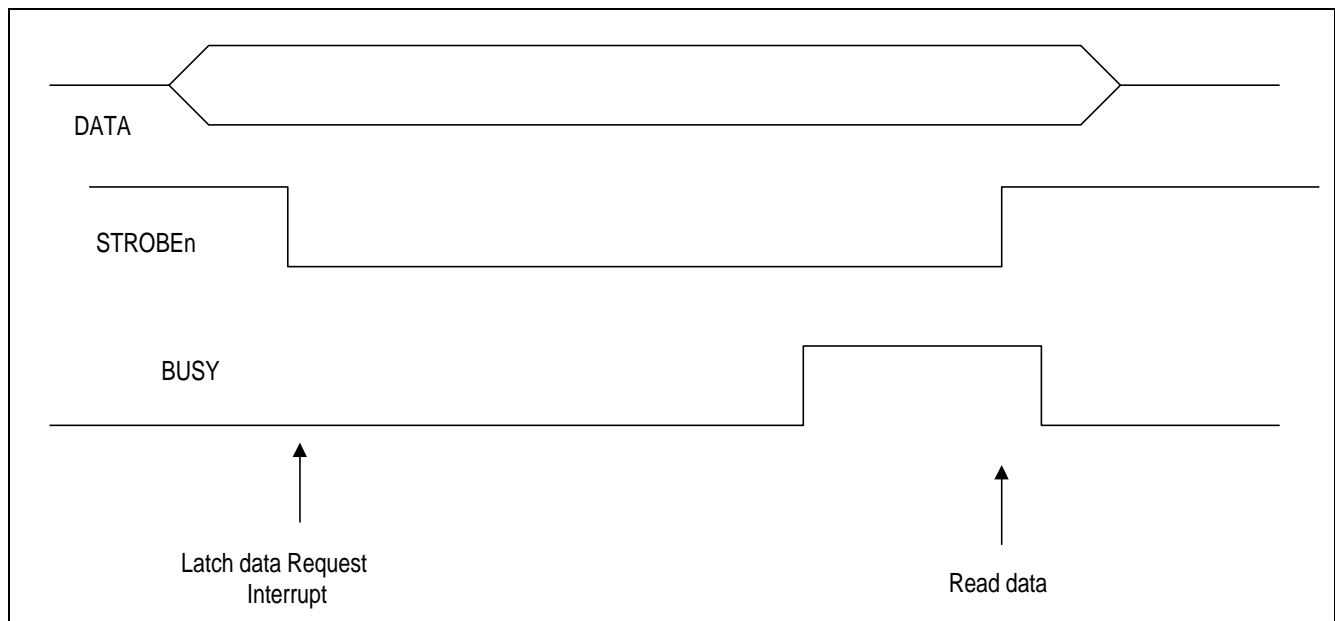 DATA
STROBEn
BUSY
Latch data Request
Interrupt
Read data